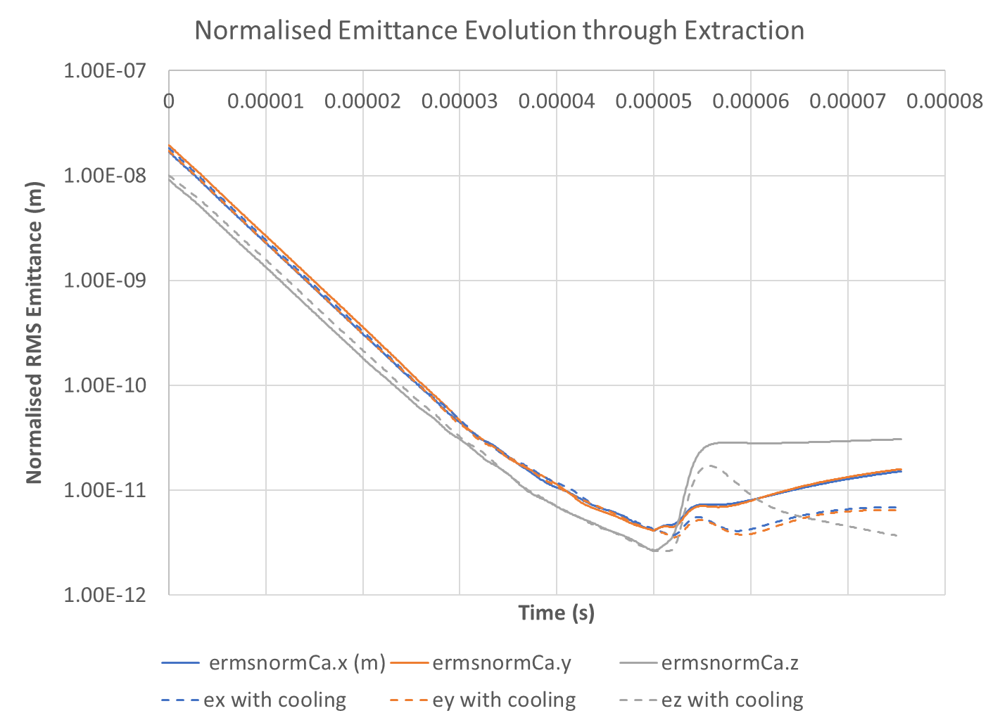 Normalised Emittance Evolution through Extraction
1.00E-07
0 0.00001 0.00002 0.00003 0.00004 0.00005 0.00006 0.00007 0.00008
1.00E-08
1.00E-09
1.00E-10
1.00E-11
1.00E-12
Normalised RMS Emittance (m)
Time (s)
ermsnormCa.x (m) ermsnormCa.y ermsnormCa.z
ex with cooling ey with cooling ez with cooling